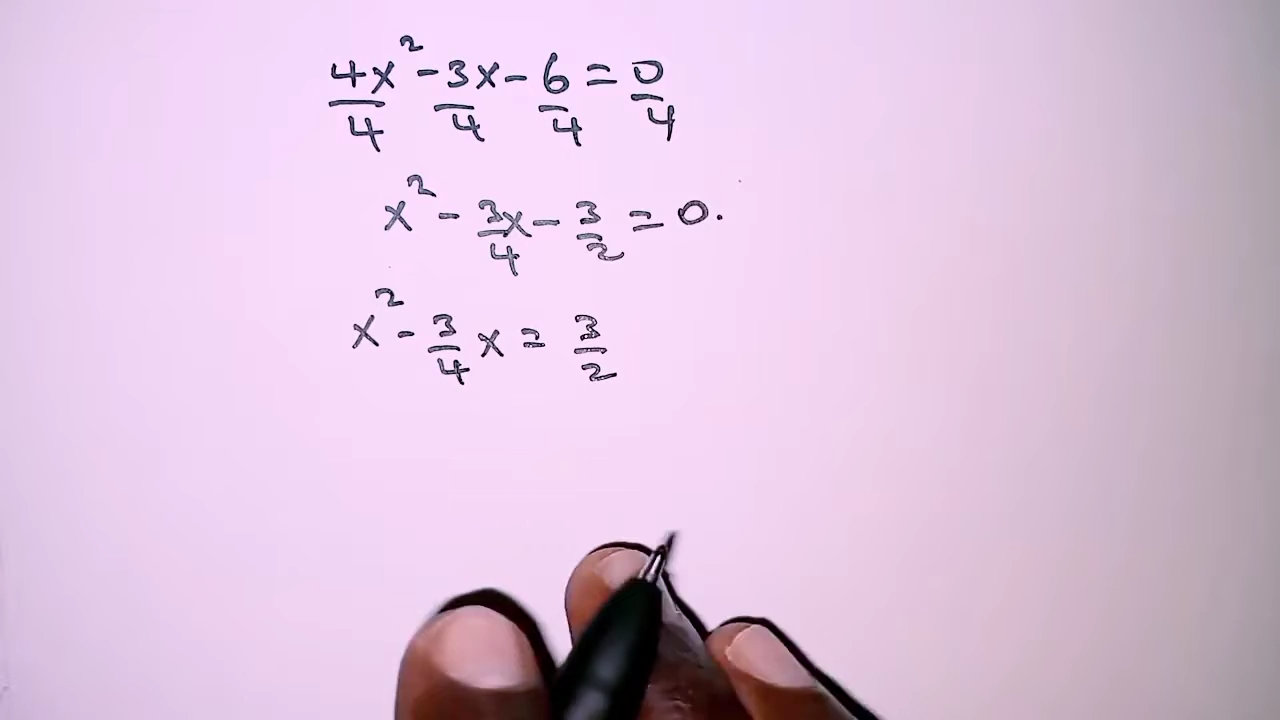 4x²/4 - 3x/4 - 6/4 = 0/4
x² - 3x/4 - 3/2 = 0.
x² - 3/4 x = 3/2